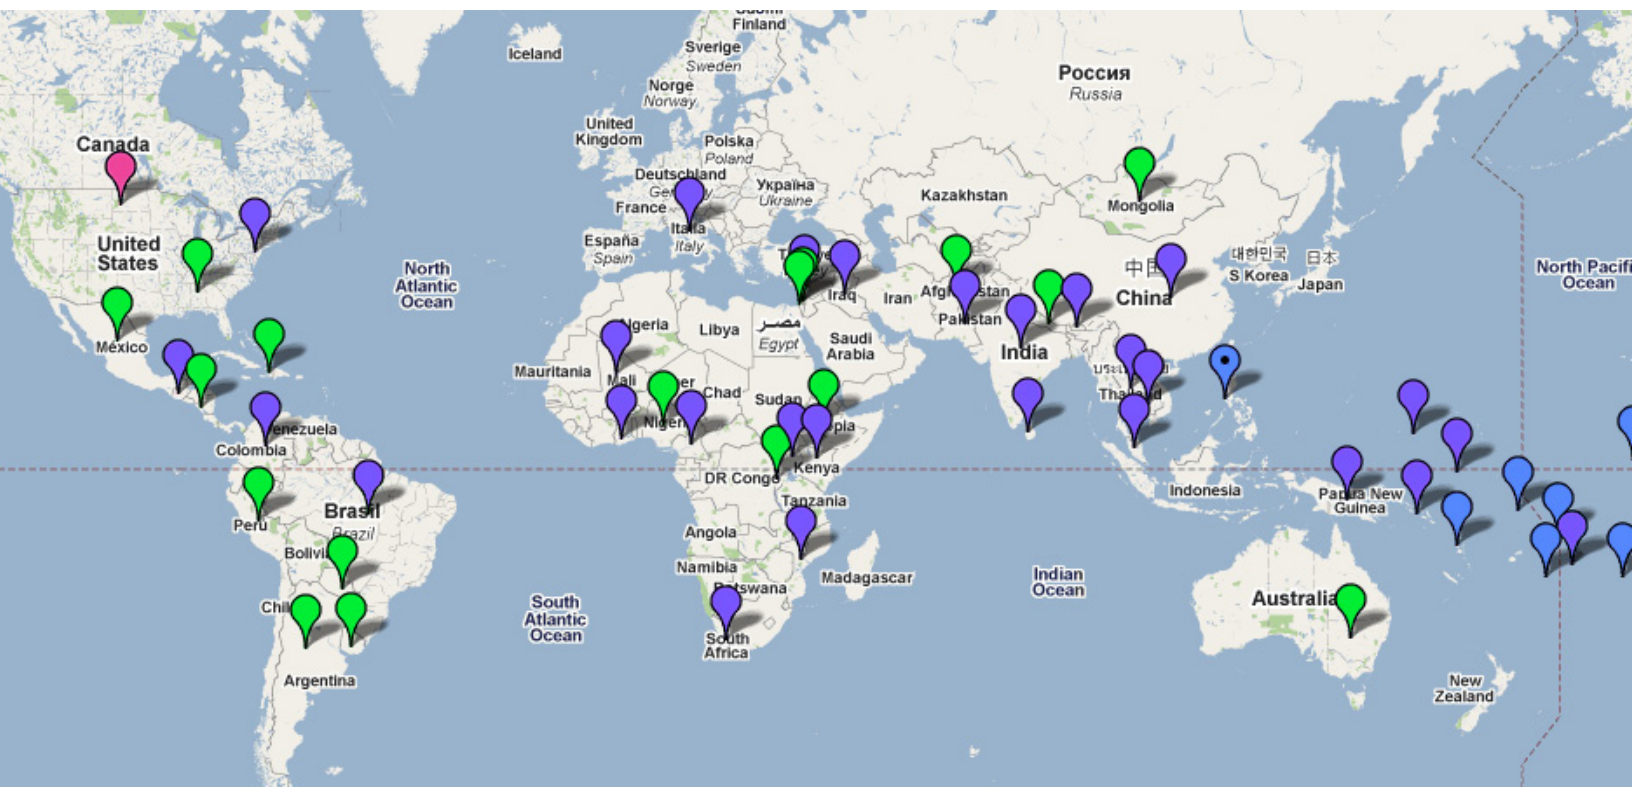 Suomi
Finland
Iceland
Sverige
Sweden
Norge
Norway
Россия
Russia
United
Kingdom
Polska
Poland
Canada
Deutschland
France
Україна
Ukraine
Kazakhstan
Mongolia
Italia
Italy
España
Spain
United
States
North
Atlantic
Ocean
Iraq
Iran
Pakistan
中国
China
대한민국
S Korea
日本
Japan
North Pacific
Ocean
México
Libya
مصر
Egypt
Saudi
Arabia
India
Mauritania
Mali
Chad
Sudan
Thailand
Colombia
DR Congo
Kenya
Tanzania
Indonesia
Papua New
Guinea
Peru
Brasil
Brazil
Angola
Namibia
Botswana
Madagascar
Indian
Ocean
South
Atlantic
Ocean
South
Africa
Australia
Argentina
New
Zealand